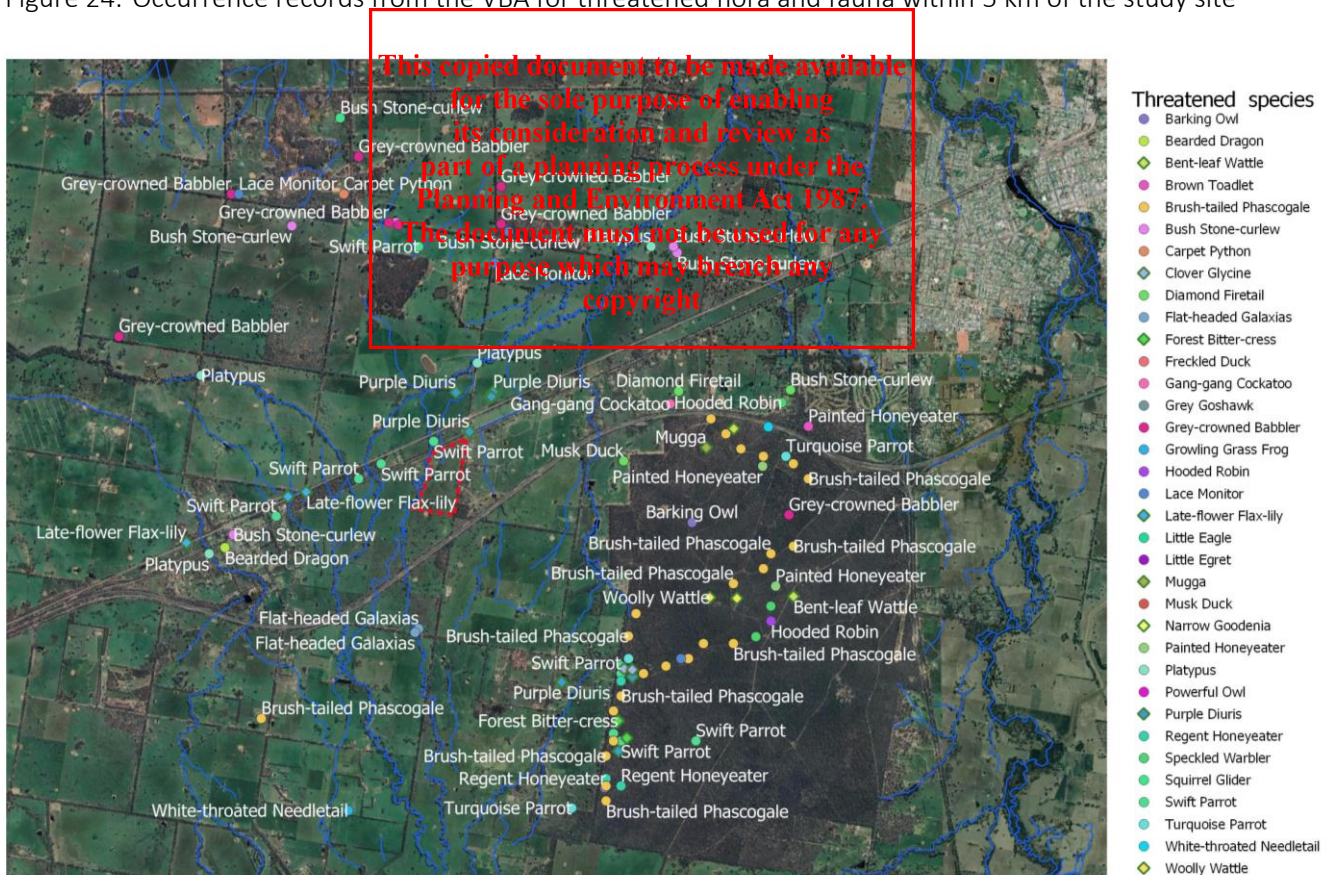 Figure 24: Occurrence records from the VBA for threatened flora and fauna within 5 km of the study site
This copied document to be made available
for the sole purpose of enabling
its consideration and review as
part of a planning process under the
Planning and Environment Act 1987.
The document must not be used for any
purpose which may breach any
copyright
Bush Stone-curlew
Grey-crowned Babbler
Grey-crowned Babbler Lace Monitor Carpet Python
Grey-crowned Babbler
Grey-crowned Babbler
Grey-crowned Babbler
Bush Stone-curlew
Swift Parrot
Bush Stone-curlew
Platypus
Bush Stone-curlew
Bush Stone-curlew
Lace Monitor
Grey-crowned Babbler
Platypus
Platypus
Purple Diuris
Purple Diuris
Diamond Firetail
Bush Stone-curlew
Gang-gang Cockatoo
Hooded Robin
Painted Honeyeater
Purple Diuris
Mugga
Swift Parrot
Musk Duck
Turquoise Parrot
Swift Parrot
Swift Parrot
Painted Honeyeater
Brush-tailed Phascogale
Swift Parrot
Late-flower Flax-lily
Grey-crowned Babbler
Barking Owl
Late-flower Flax-lily
Bush Stone-curlew
Brush-tailed Phascogale
Brush-tailed Phascogale
Platypus
Bearded Dragon
Brush-tailed Phascogale
Painted Honeyeater
Woolly Wattle
Bent-leaf Wattle
Flat-headed Galaxias
Flat-headed Galaxias
Brush-tailed Phascogale
Hooded Robin
Brush-tailed Phascogale
Swift Parrot
Purple Diuris
Brush-tailed Phascogale
Brush-tailed Phascogale
Forest Bitter-cress
Swift Parrot
Swift Parrot
Brush-tailed Phascogale
Regent Honeyeater
Regent Honeyeater
White-throated Needletail
Turquoise Parrot
Brush-tailed Phascogale
Threatened species
Barking Owl
Bearded Dragon
Bent-leaf Wattle
Brown Toadlet
Brush-tailed Phascogale
Bush Stone-curlew
Carpet Python
Clover Glycine
Diamond Firetail
Flat-headed Galaxias
Forest Bitter-cress
Freckled Duck
Gang-gang Cockatoo
Grey Goshawk
Grey-crowned Babbler
Growling Grass Frog
Hooded Robin
Lace Monitor
Late-flower Flax-lily
Little Eagle
Little Egret
Mugga
Musk Duck
Narrow Goodenia
Painted Honeyeater
Platypus
Powerful Owl
Purple Diuris
Regent Honeyeater
Speckled Warbler
Squirrel Glider
Swift Parrot
Turquoise Parrot
White-throated Needletail
Woolly Wattle